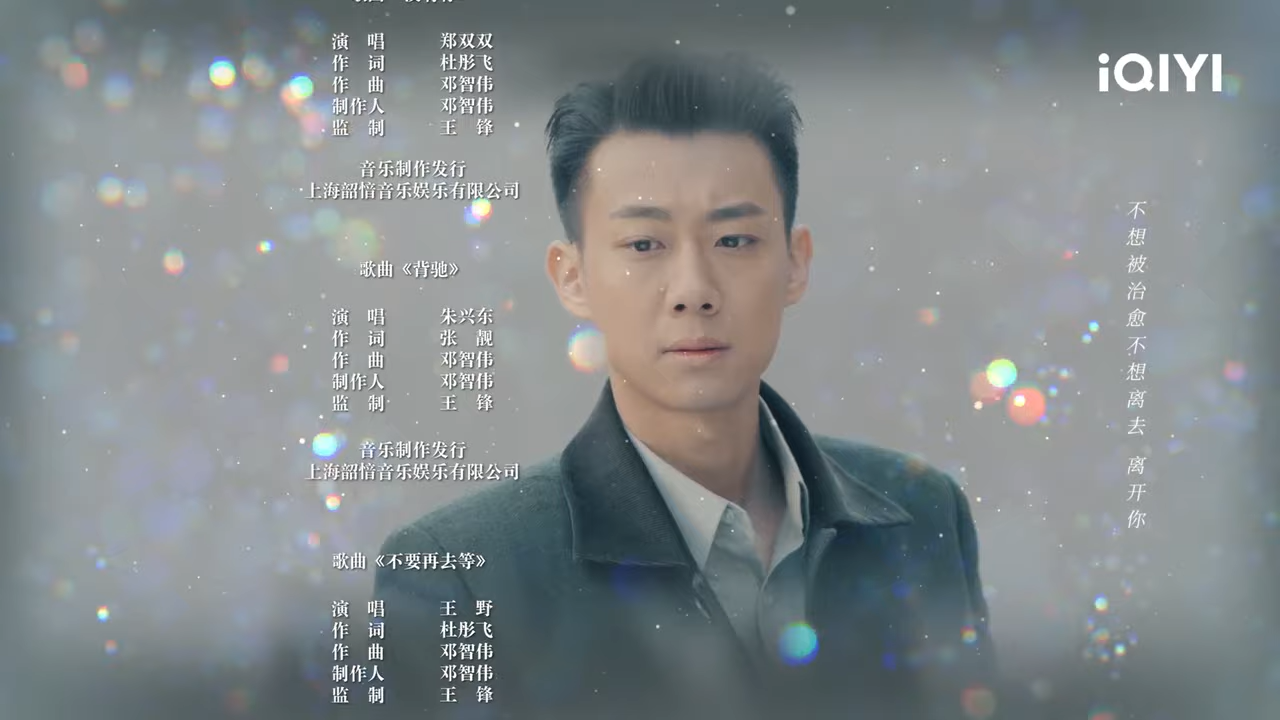 演 唱 郑双双
作 词 杜彤飞
作 曲 邓智伟
制作人 邓智伟
监 制 王 锋
音乐制作发行
上海韶愔音乐娱乐有限公司
歌曲《背驰》
演 唱 朱兴东
作 词 张 靓
作 曲 邓智伟
制作人 邓智伟
监 制 王 锋
音乐制作发行
上海韶愔音乐娱乐有限公司
歌曲《不要再去等》
演 唱 王 野
作 词 杜彤飞
作 曲 邓智伟
制作人 邓智伟
监 制 王 锋
iQIYI
不想被治愈不想离去 离开你